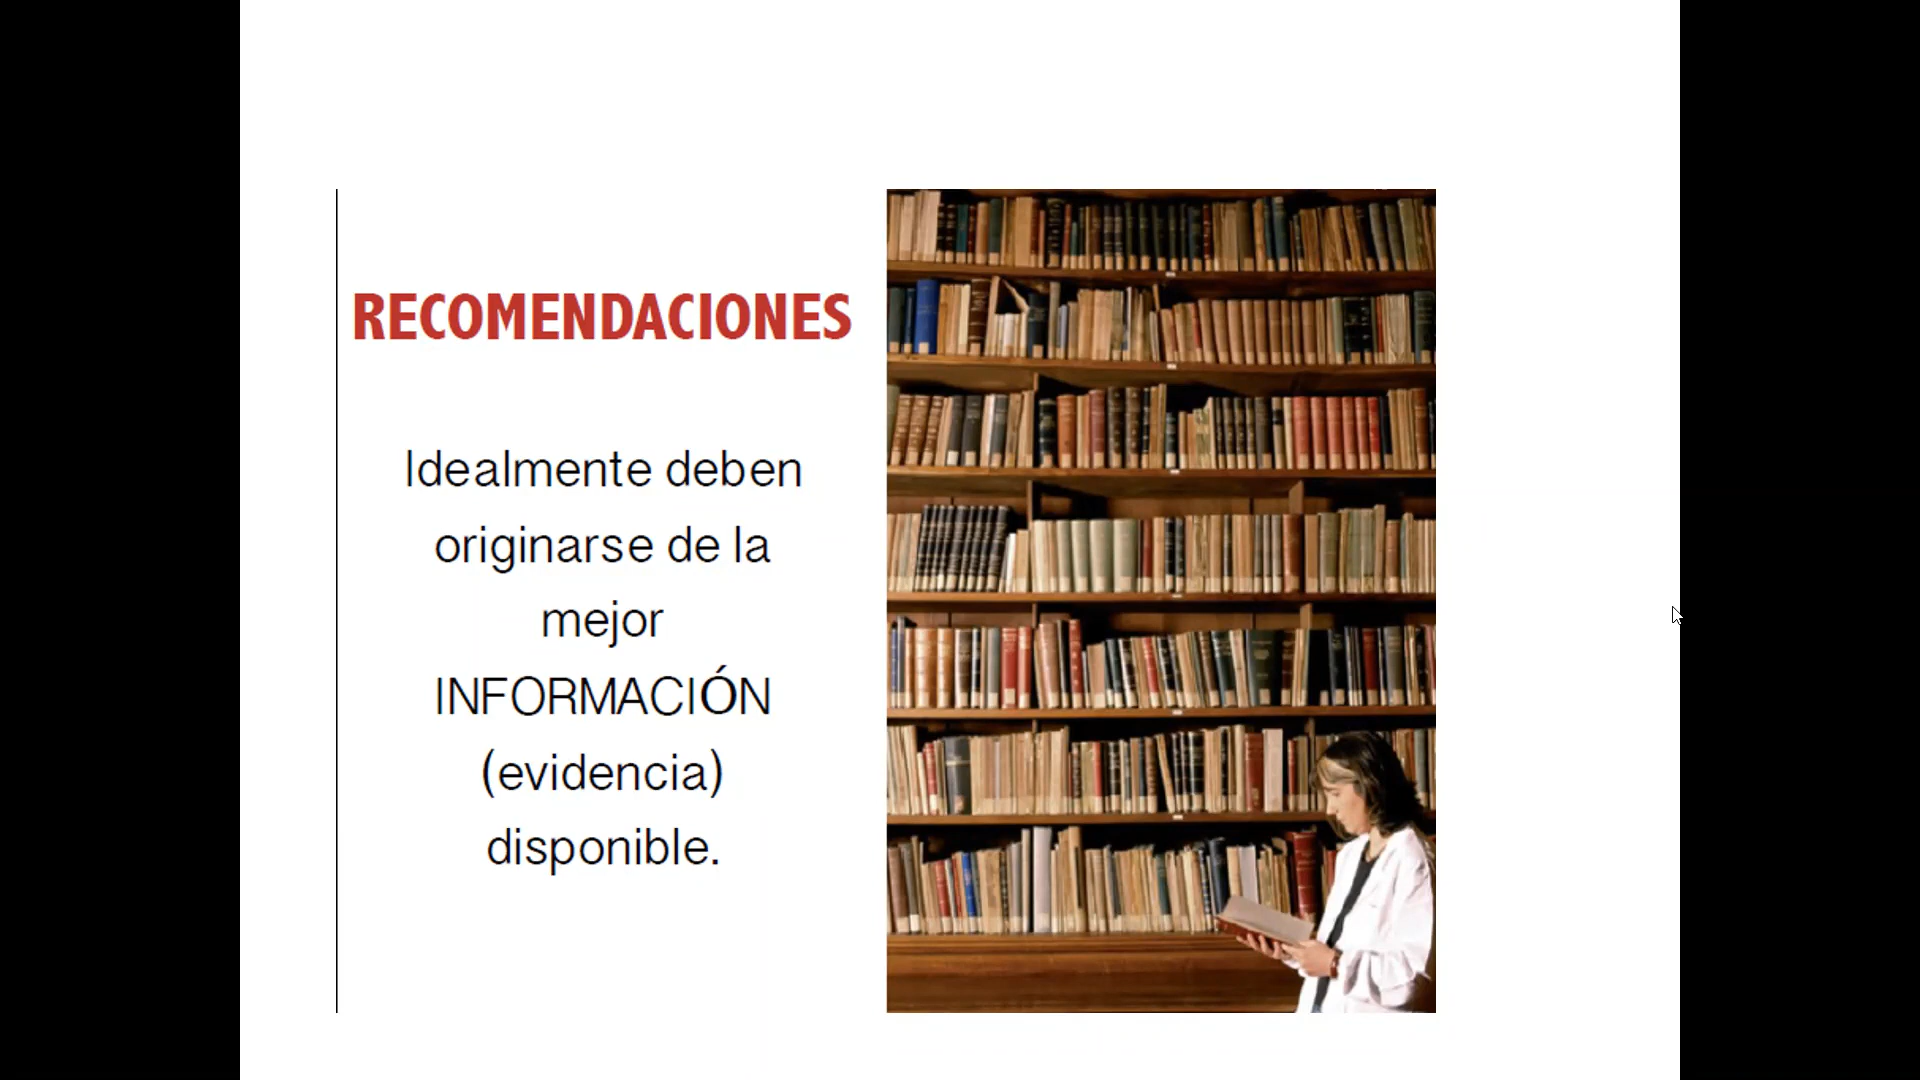 RECOMENDACIONES
Idealmente deben
originarse de la
mejor
INFORMACIÓN
(evidencia)
disponible.